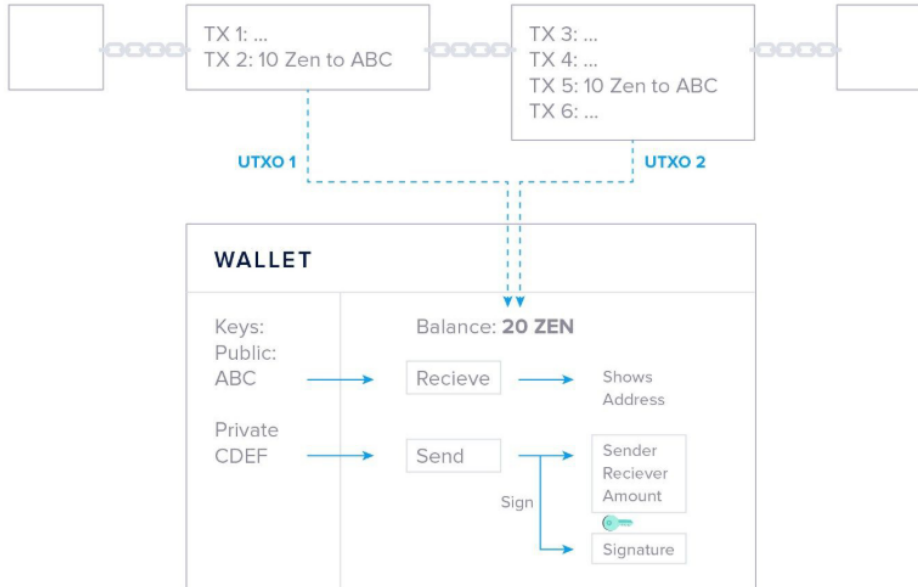 TX 1: ...
TX 2: 10 Zen to ABC
TX 3: ...
TX 4: ...
TX 5: 10 Zen to ABC
TX 6: ...
UTXO 1
UTXO 2
WALLET
Keys:
Public:
ABC
Private
CDEF
Balance: 20 ZEN
Recieve
Shows
Address
Send
Sign
Sender
Reciever
Amount
Signature